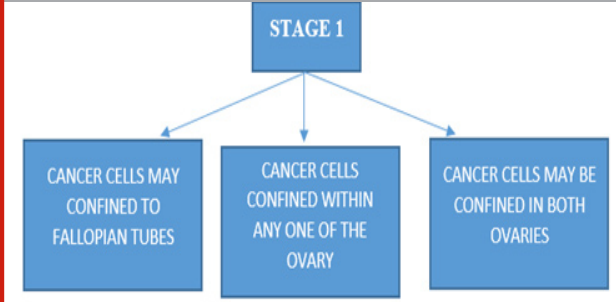 STAGE 1
CANCER CELLS MAY
CONFINED TO
FALLOPIAN TUBES
CANCER CELLS
CONFINED WITHIN
ANY ONE OF THE
OVARY
CANCER CELLS MAY BE
CONFINED IN BOTH
OVARIES